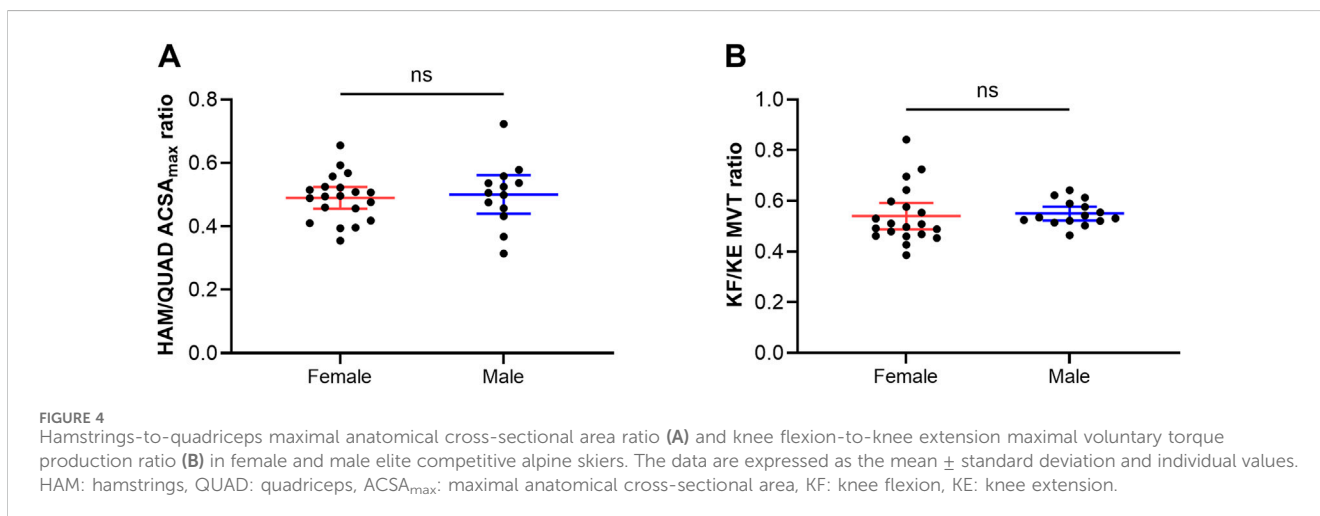 A
B
ns
ns
HAM/QUAD ACSAmax ratio
0.8
0.6
0.4
0.2
0.0
Female
Male
KF/KE MVT ratio
1.0
0.8
0.6
0.4
0.2
0.0
Female
Male
FIGURE 4
Hamstrings-to-quadriceps maximal anatomical cross-sectional area ratio (A) and knee flexion-to-knee extension maximal voluntary torque
production ratio (B) in female and male elite competitive alpine skiers. The data are expressed as the mean ± standard deviation and individual values.
HAM: hamstrings, QUAD: quadriceps, ACSAmax: maximal anatomical cross-sectional area, KF: knee flexion, KE: knee extension.